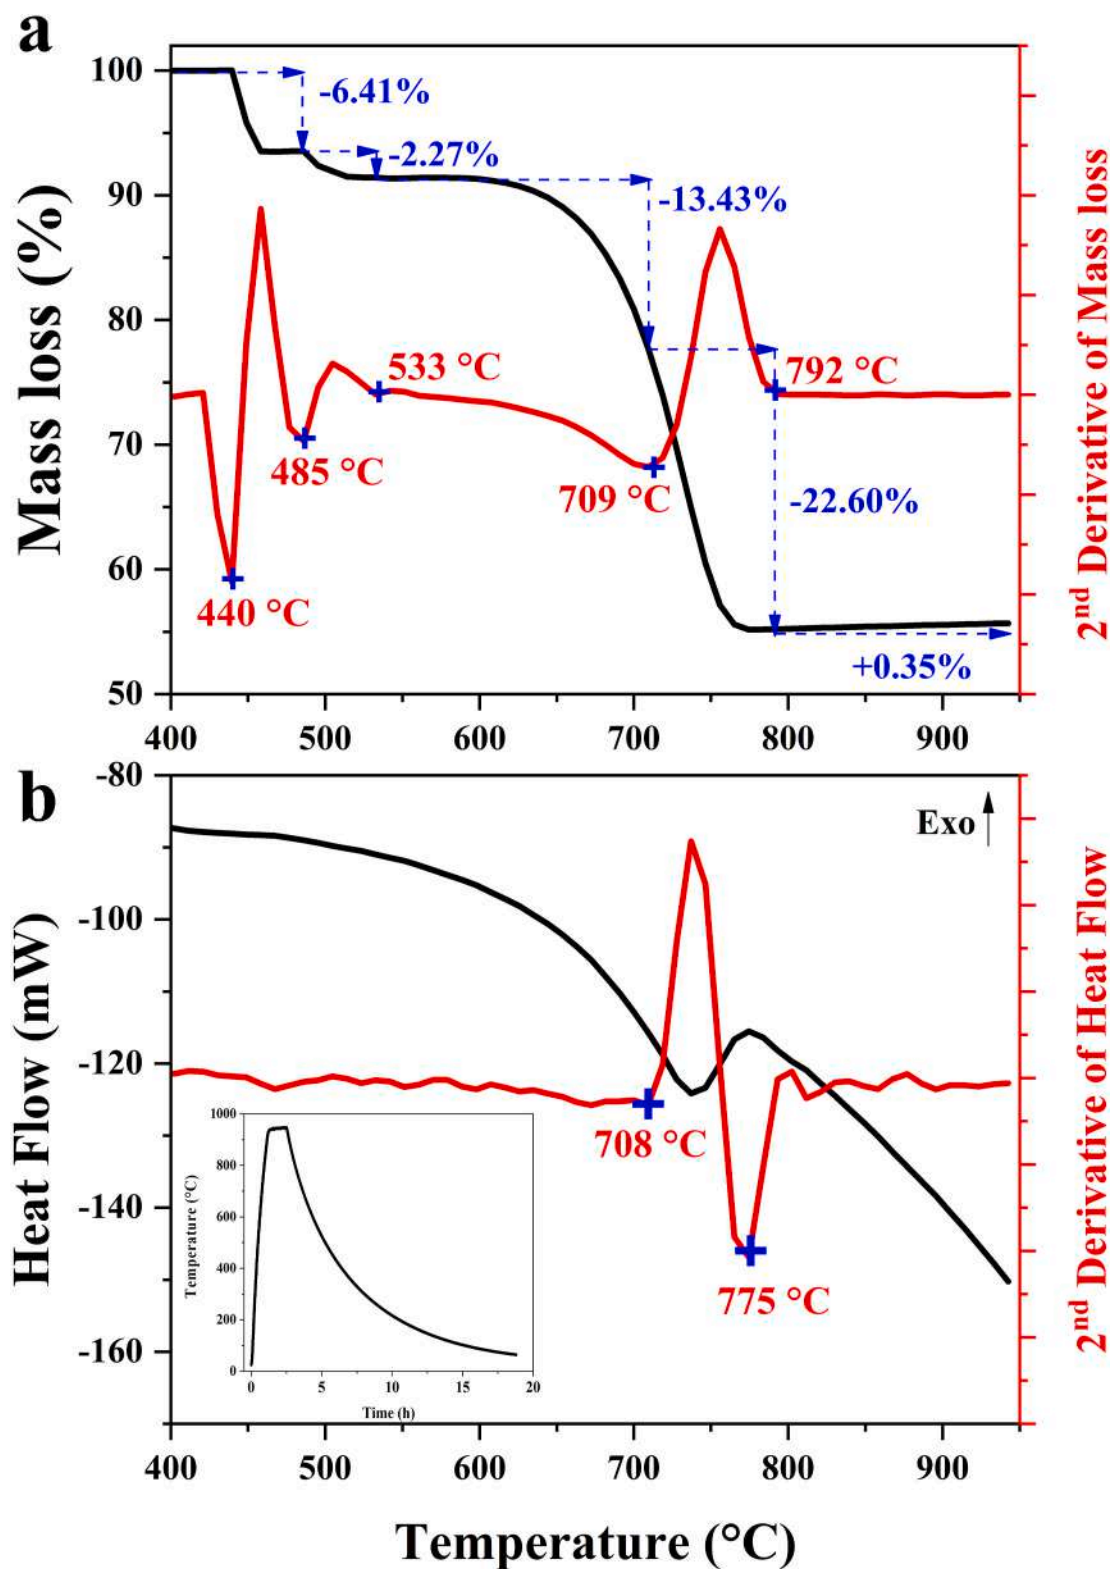 a
100
90
80
70
60
50
Mass loss (%)
-6.41%
-2.27%
-13.43%
-22.60%
+0.35%
533 °C
792 °C
485 °C
709 °C
440 °C
2nd Derivative of Mass loss
400 500 600 700 800 900
b
-80
-100
-120
-140
-160
Heat Flow (mW)
Exo
708 °C
775 °C
2nd Derivative of Heat Flow
1000
800
600
400
200
0
Temperature (°C)
0 5 10 15 20
Time (h)
400 500 600 700 800 900
Temperature (°C)